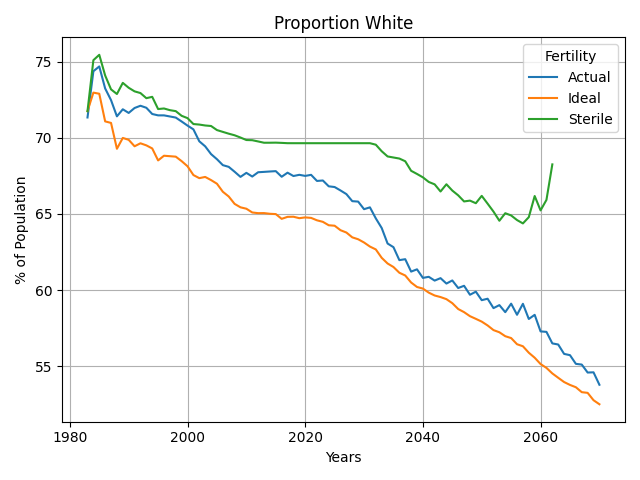 Proportion White
Fertility
Actual
Ideal
Sterile
% of Population
75
70
65
60
55
1980
2000
2020
2040
2060
Years